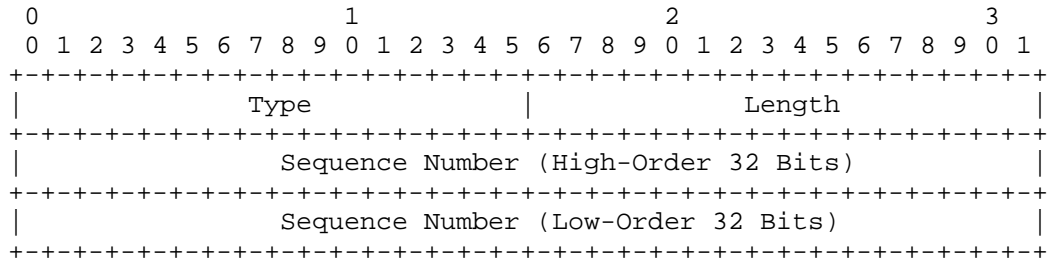 0                   1                   2                   3
 0 1 2 3 4 5 6 7 8 9 0 1 2 3 4 5 6 7 8 9 0 1 2 3 4 5 6 7 8 9 0 1
+-+-+-+-+-+-+-+-+-+-+-+-+-+-+-+-+-+-+-+-+-+-+-+-+-+-+-+-+-+-+-+-+
|              Type             |             Length            |
+-+-+-+-+-+-+-+-+-+-+-+-+-+-+-+-+-+-+-+-+-+-+-+-+-+-+-+-+-+-+-+-+
|                Sequence Number (High-Order 32 Bits)           |
+-+-+-+-+-+-+-+-+-+-+-+-+-+-+-+-+-+-+-+-+-+-+-+-+-+-+-+-+-+-+-+-+
|                Sequence Number (Low-Order 32 Bits)            |
+-+-+-+-+-+-+-+-+-+-+-+-+-+-+-+-+-+-+-+-+-+-+-+-+-+-+-+-+-+-+-+-+